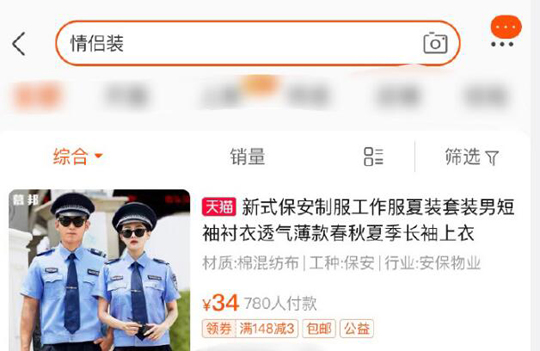 情侣装
综合
销量
筛选
天猫 新式保安制服工作服夏装套装男短
袖衬衣透气薄款春秋夏季长袖上衣
材质:棉混纺布|工种:保安|行业:安保物业
¥34 780人付款
领券 满148减3 包邮 公益